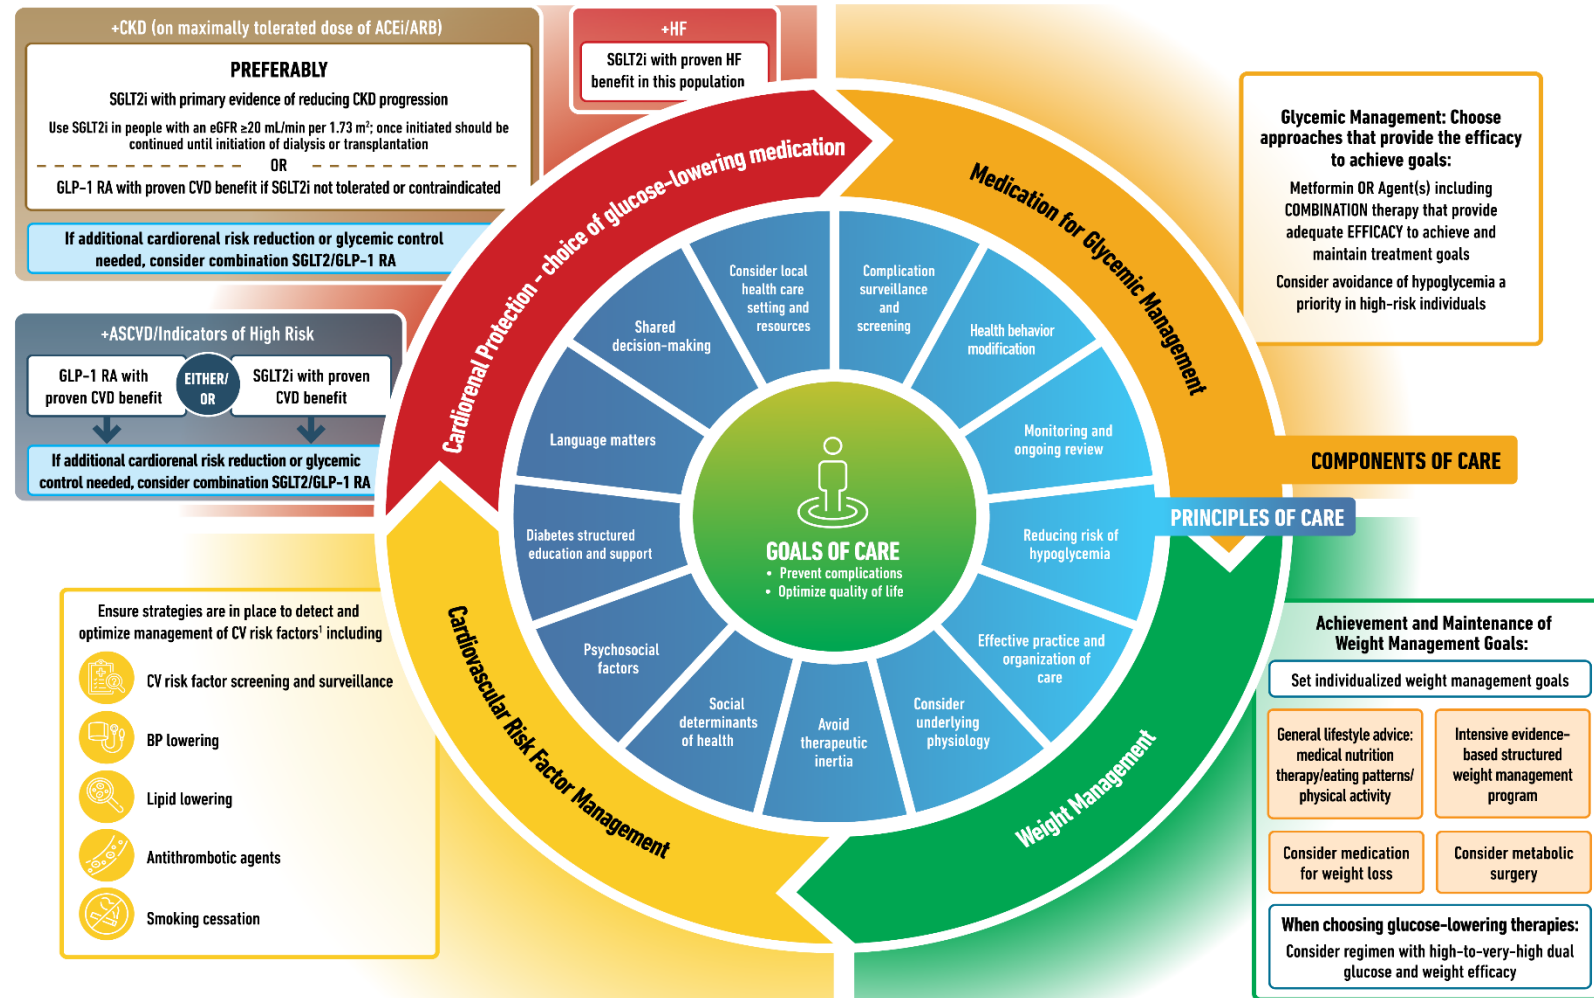 +CKD (on maximally tolerated dose of ACEi/ARB)
PREFERABLY
SGLT2i with primary evidence of reducing CKD progression
Use SGLT2i in people with an eGFR ≥20 mL/min per 1.73 m²; once initiated should be
continued until initiation of dialysis or transplantation
OR
GLP-1 RA with proven CVD benefit if SGLT2i not tolerated or contraindicated
If additional cardiorenal risk reduction or glycemic control
needed, consider combination SGLT2/GLP-1 RA
+HF
SGLT2i with proven HF
benefit in this population
+ASCVD/Indicators of High Risk
GLP-1 RA with
proven CVD benefit
EITHER/
OR
SGLT2i with proven
CVD benefit
If additional cardiorenal risk reduction or glycemic
control needed, consider combination SGLT2/GLP-1 RA
Cardiorenal Protection - choice of glucose-lowering medication
Medication for Glycemic Management
Glycemic Management: Choose
approaches that provide the efficacy
to achieve goals:
Metformin OR Agent(s) including
COMBINATION therapy that provide
adequate EFFICACY to achieve and
maintain treatment goals
Consider avoidance of hypoglycemia a
priority in high-risk individuals
COMPONENTS OF CARE
PRINCIPLES OF CARE
Consider local
health care
setting and
resources
Complication
surveillance
and
screening
Health behavior
modification
Monitoring and
ongoing review
Reducing risk of
hypoglycemia
Effective practice and
organization of
care
Consider
underlying
physiology
Avoid
therapeutic
inertia
Social
determinants
of health
Psychosocial
factors
Diabetes structured
education and support
Language matters
Shared
decision-making
GOALS OF CARE
• Prevent complications
• Optimize quality of life
Cardiovascular Risk Factor Management
Weight Management
Ensure strategies are in place to detect and
optimize management of CV risk factors¹ including
CV risk factor screening and surveillance
BP lowering
Lipid lowering
Antithrombotic agents
Smoking cessation
Achievement and Maintenance of
Weight Management Goals:
Set individualized weight management goals
General lifestyle advice:
medical nutrition
therapy/eating patterns/
physical activity
Intensive evidence-
based structured
weight management
program
Consider medication
for weight loss
Consider metabolic
surgery
When choosing glucose-lowering therapies:
Consider regimen with high-to-very-high dual
glucose and weight efficacy